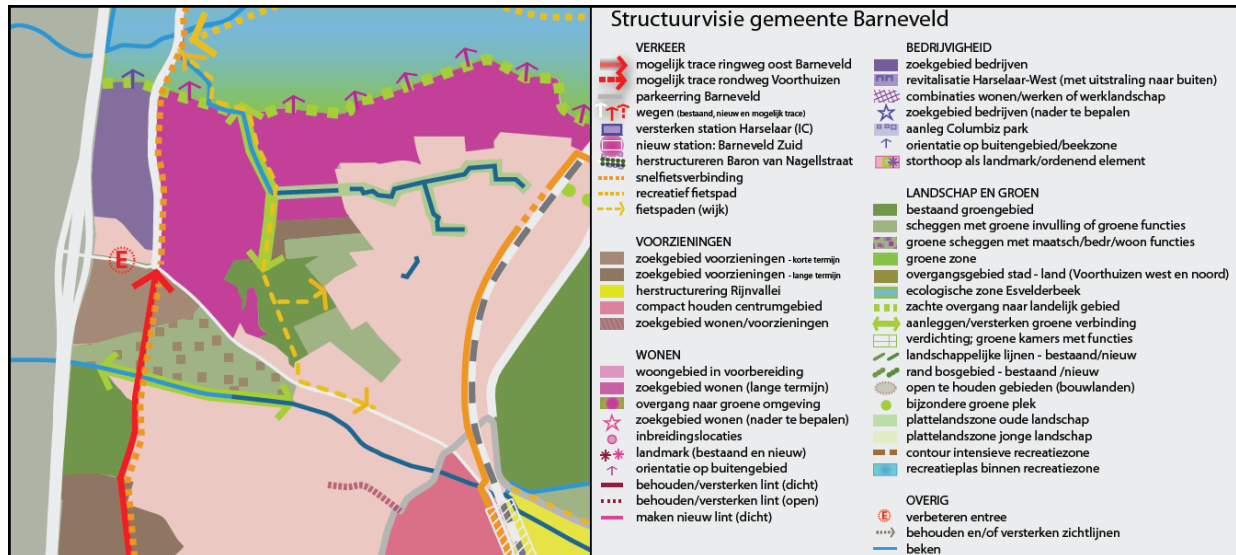 Structuurvisie gemeente Barneveld
VERKEER
mogelijk trace ringweg oost Barneveld
mogelijk trace rondweg Voorthuizen
parkeerring Barneveld
wegen (bestaand, nieuw en mogelijk trace)
versterken station Harselaar (IC)
nieuw station: Barneveld Zuid
herstructureren Baron van Nagellstraat
snelfietsverbinding
recreatief fietspad
fietspaden (wijk)
VOORZIENINGEN
zoekgebied voorzieningen - korte termijn
zoekgebied voorzieningen - lange termijn
herstructurering Rijnvallei
compact houden centrumgebied
zoekgebied wonen/voorzieningen
WONEN
woongebied in voorbereiding
zoekgebied wonen (lange termijn)
overgang naar groene omgeving
zoekgebied wonen (nader te bepalen)
inbreidingslocaties
landmark (bestaand en nieuw)
orientatie op buitengebied
behouden/versterken lint (dicht)
behouden/versterken lint (open)
maken nieuw lint (dicht)
BEDRIJVIGHEID
zoekgebied bedrijven
revitalisatie Harselaar-West (met uitstraling naar buiten)
combinaties wonen/werken of werklandschap
zoekgebied bedrijven (nader te bepalen
aanleg Columbiz park
orientatie op buitengebied/beekzone
storthoop als landmark/ordenend element
LANDSCHAP EN GROEN
bestaand groengebied
scheggen met groene invulling of groene functies
groene scheggen met maatsch/bedr/woon functies
groene zone
overgangsgebied stad - land (Voorthuizen west en noord)
ecologische zone Esvelderbeek
zachte overgang naar landelijk gebied
aanleggen/versterken groene verbinding
verdichting; groene kamers met functies
landschappelijke lijnen - bestaand/nieuw
rand bosgebied - bestaand /nieuw
open te houden gebieden (bouwlanden)
bijzondere groene plek
plattelandszone oude landschap
plattelandszone jonge landschap
contour intensieve recreatiezone
recreatieplas binnen recreatiezone
OVERIG
E verbeteren entree
behouden en/of versterken zichtlijnen
beken
E